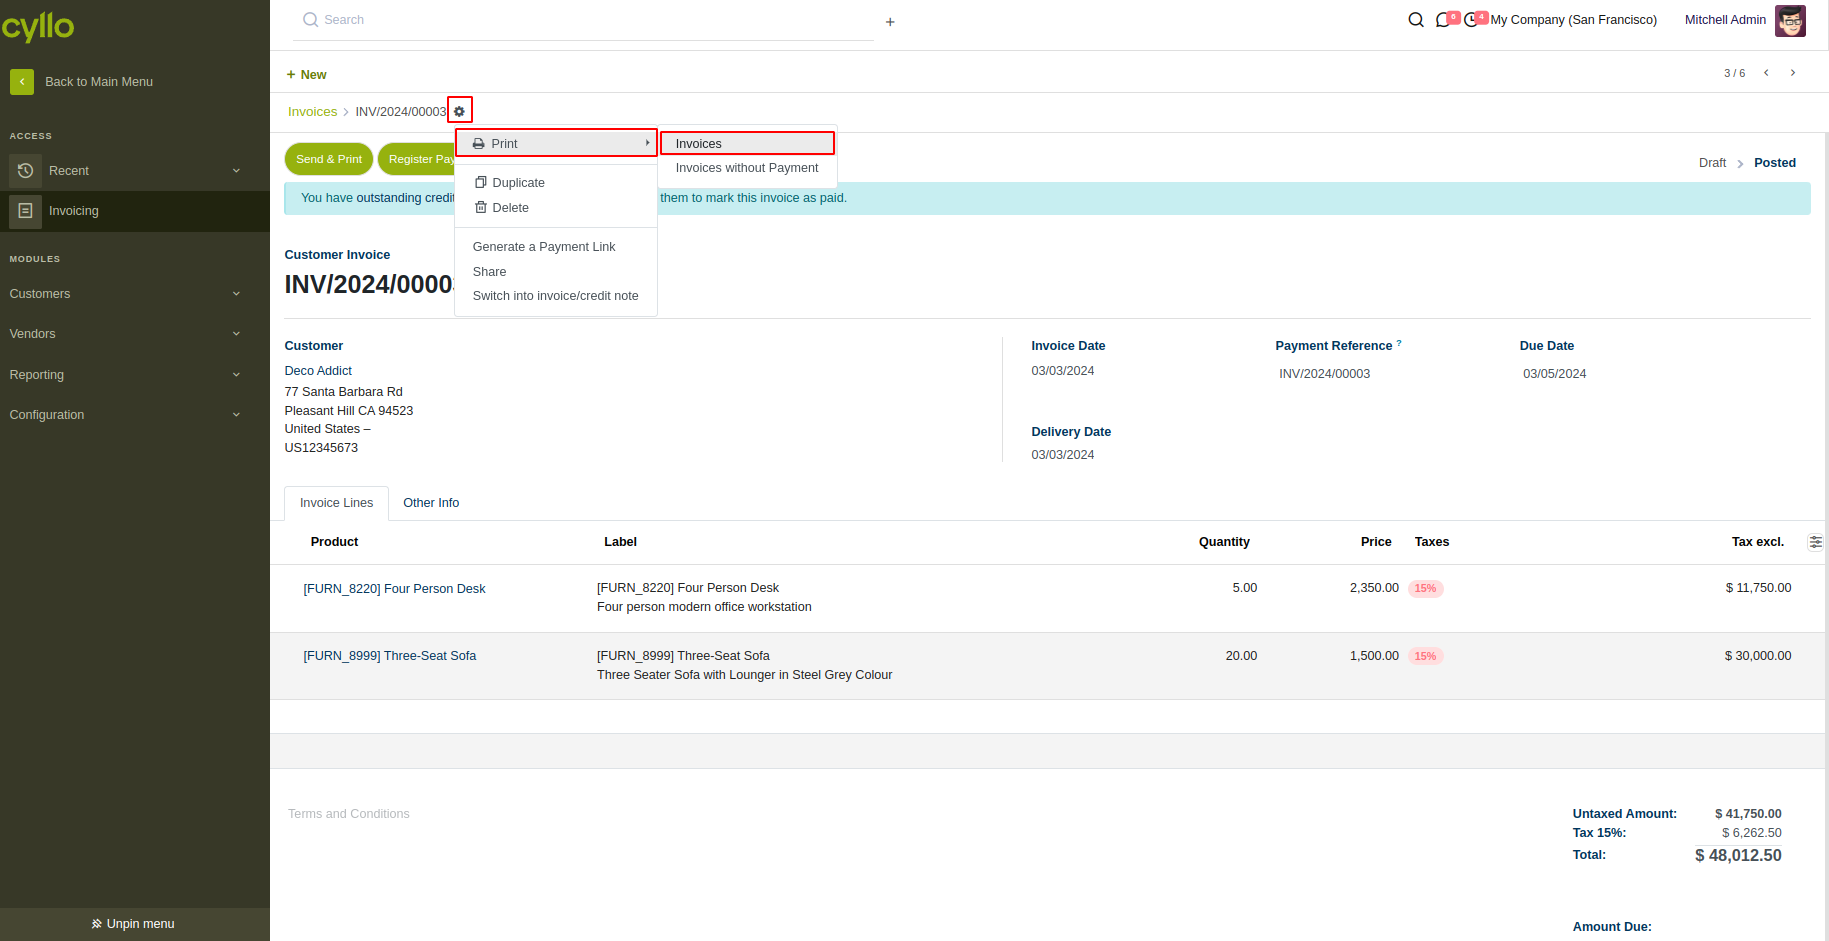 cyllo
Search
+
6
4
My Company (San Francisco)
Mitchell Admin
Back to Main Menu
+ New
3 / 6
Invoices > INV/2024/00003
ACCESS
Recent
Invoicing
MODULES
Customers
Vendors
Reporting
Configuration
Unpin menu
Print
Invoices
Invoices without Payment
Duplicate
Delete
Generate a Payment Link
Share
Switch into invoice/credit note
Send & Print
Register Pay
Draft
Posted
You have outstanding credit
them to mark this invoice as paid.
Customer Invoice
INV/2024/00003
Customer
Deco Addict
77 Santa Barbara Rd
Pleasant Hill CA 94523
United States –
US12345673
Invoice Date
03/03/2024
Payment Reference ?
INV/2024/00003
Due Date
03/05/2024
Delivery Date
03/03/2024
Invoice Lines
Other Info
Product
Label
Quantity
Price
Taxes
Tax excl.
[FURN_8220] Four Person Desk
[FURN_8220] Four Person Desk
Four person modern office workstation
5.00
2,350.00
15%
$ 11,750.00
[FURN_8999] Three-Seat Sofa
[FURN_8999] Three-Seat Sofa
Three Seater Sofa with Lounger in Steel Grey Colour
20.00
1,500.00
15%
$ 30,000.00
Terms and Conditions
Untaxed Amount: $ 41,750.00
Tax 15%: $ 6,262.50
Total: $ 48,012.50
Amount Due: